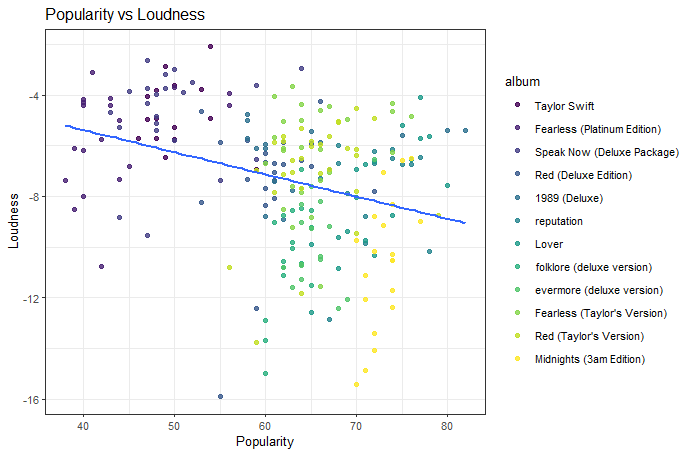 Popularity vs Loudness
-4
-8
-12
-16
Loudness
40
50
60
70
80
Popularity
album
Taylor Swift
Fearless (Platinum Edition)
Speak Now (Deluxe Package)
Red (Deluxe Edition)
1989 (Deluxe)
reputation
Lover
folklore (deluxe version)
evermore (deluxe version)
Fearless (Taylor's Version)
Red (Taylor's Version)
Midnights (3am Edition)